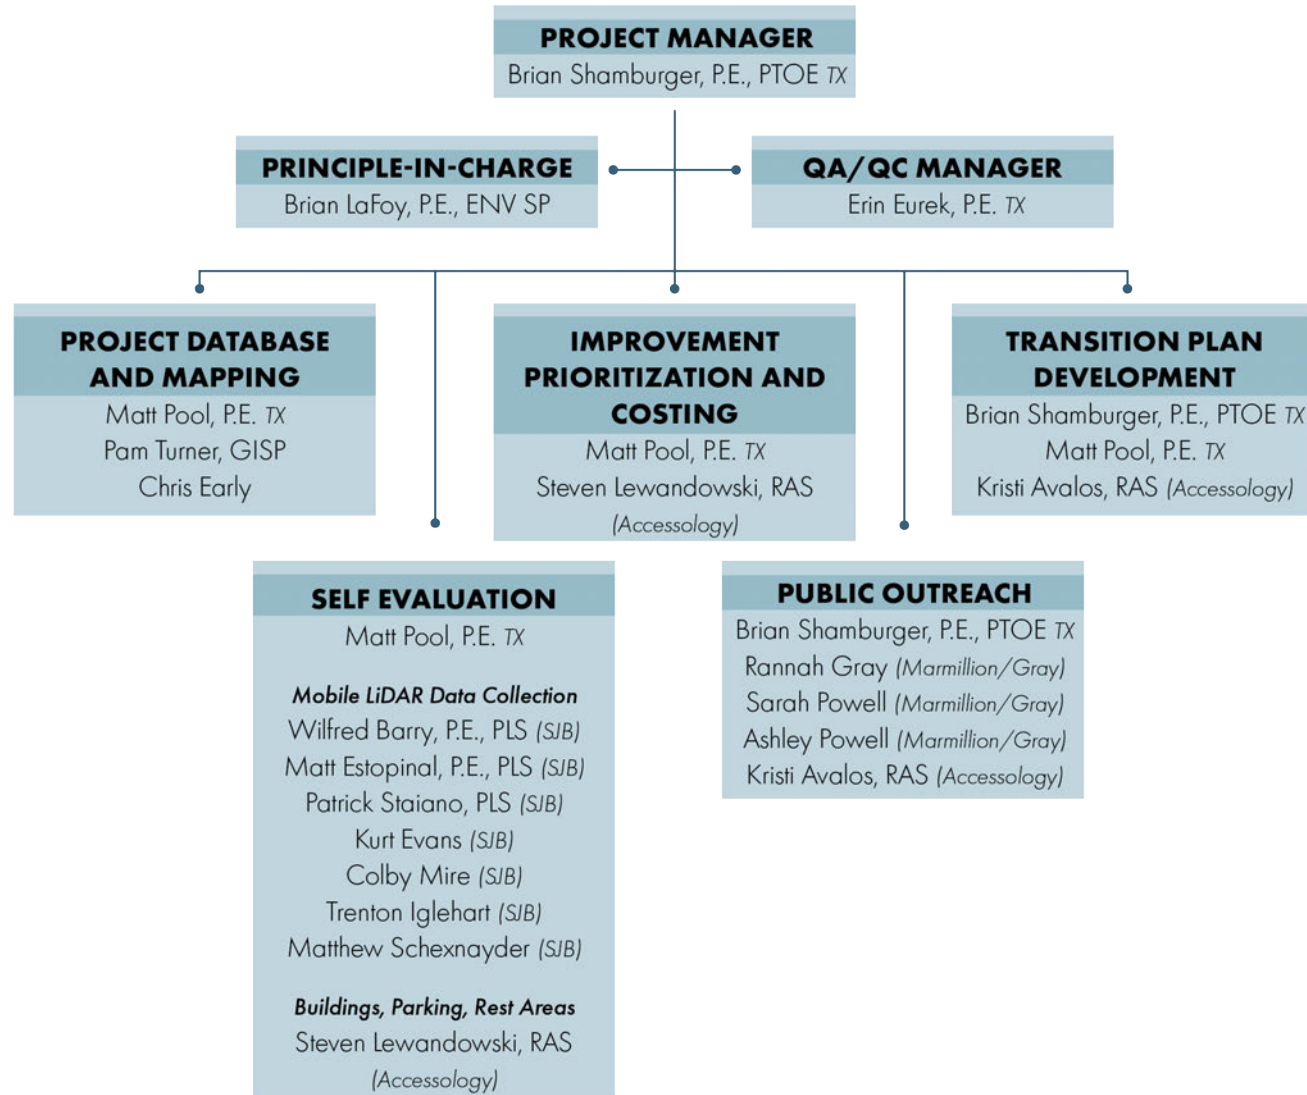 PROJECT MANAGER
Brian Shamburger, P.E., PTOE TX
PRINCIPLE-IN-CHARGE
Brian LaFoy, P.E., ENV SP
QA/QC MANAGER
Erin Eurek, P.E. TX
PROJECT DATABASE
AND MAPPING
Matt Pool, P.E. TX
Pam Turner, GISP
Chris Early
IMPROVEMENT
PRIORITIZATION AND
COSTING
Matt Pool, P.E. TX
Steven Lewandowski, RAS
(Accessology)
TRANSITION PLAN
DEVELOPMENT
Brian Shamburger, P.E., PTOE TX
Matt Pool, P.E. TX
Kristi Avalos, RAS (Accessology)
SELF EVALUATION
Matt Pool, P.E. TX
Mobile LiDAR Data Collection
Wilfred Barry, P.E., PLS (SJB)
Matt Estopinal, P.E., PLS (SJB)
Patrick Staiano, PLS (SJB)
Kurt Evans (SJB)
Colby Mire (SJB)
Trenton Iglehart (SJB)
Matthew Schexnayder (SJB)
Buildings, Parking, Rest Areas
Steven Lewandowski, RAS
(Accessology)
PUBLIC OUTREACH
Brian Shamburger, P.E., PTOE TX
Rannah Gray (Marmillion/Gray)
Sarah Powell (Marmillion/Gray)
Ashley Powell (Marmillion/Gray)
Kristi Avalos, RAS (Accessology)